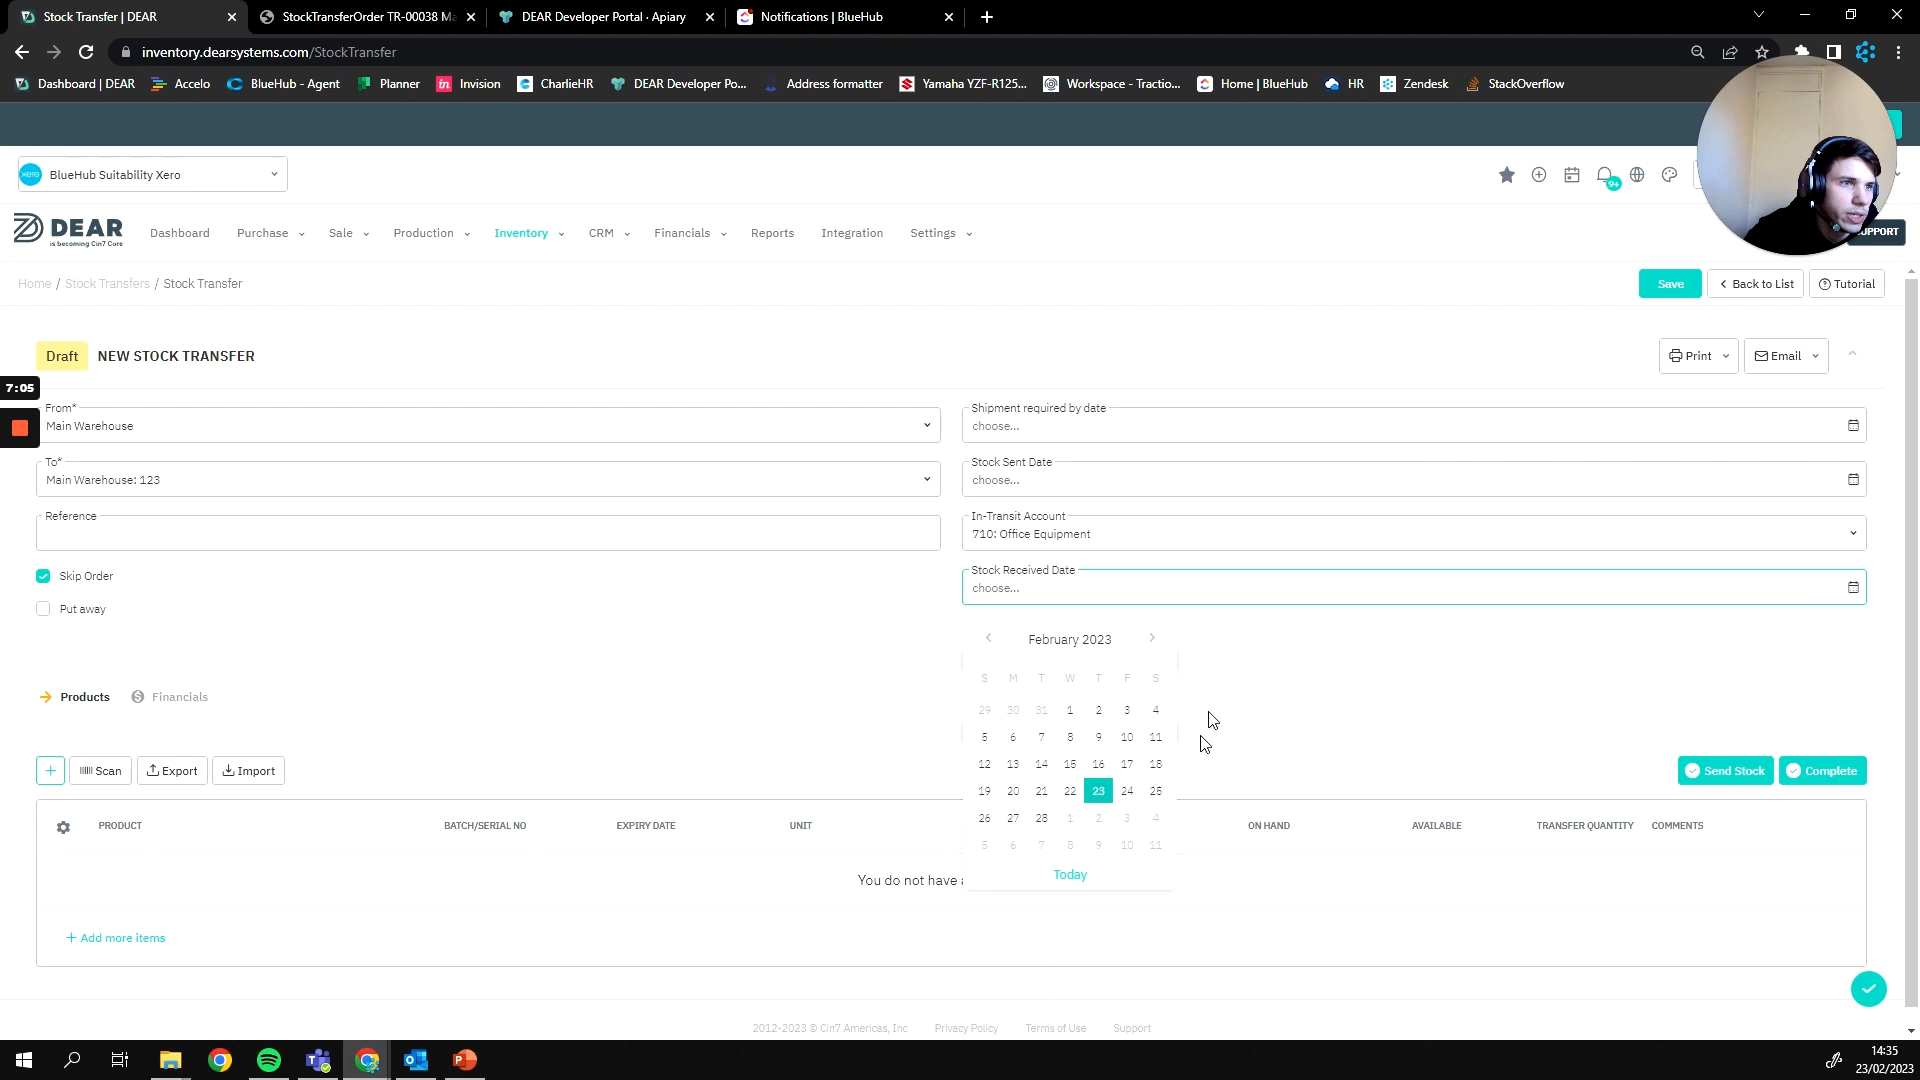 Stock Transfer | DEAR
StockTransferOrder TR-00038 Ma
DEAR Developer Portal · Apiary
Notifications | BlueHub
inventory.dearsystems.com/StockTransfer
Dashboard | DEAR
Accelo
BlueHub - Agent
Planner
in Invision
CharlieHR
DEAR Developer Po...
Address formatter
Yamaha YZF-R125...
Workspace - Tractio...
Home | BlueHub
HR
Zendesk
StackOverflow
xero BlueHub Suitability Xero
9+
DEAR
is becoming Cin7 Core
Dashboard Purchase Sale Production Inventory CRM Financials Reports Integration Settings
Home / Stock Transfers / Stock Transfer
Save
Back to List
Tutorial
Draft NEW STOCK TRANSFER
Print
Email
7:05
From*
Main Warehouse
To*
Main Warehouse: 123
Reference
Skip Order
Put away
Shipment required by date
choose...
Stock Sent Date
choose...
In-Transit Account
710: Office Equipment
Stock Received Date
choose...
February 2023
S M T W T F S
29 30 31 1 2 3 4
5 6 7 8 9 10 11
12 13 14 15 16 17 18
19 20 21 22 23 24 25
26 27 28 1 2 3 4
5 6 7 8 9 10 11
Today
Products Financials
+ Scan Export Import
Send Stock Complete
PRODUCT BATCH/SERIAL NO EXPIRY DATE UNIT ON HAND AVAILABLE TRANSFER QUANTITY COMMENTS
You do not have
+ Add more items
2012-2023 © Cin7 Americas, Inc Privacy Policy Terms of Use Support
14:35
23/02/2023